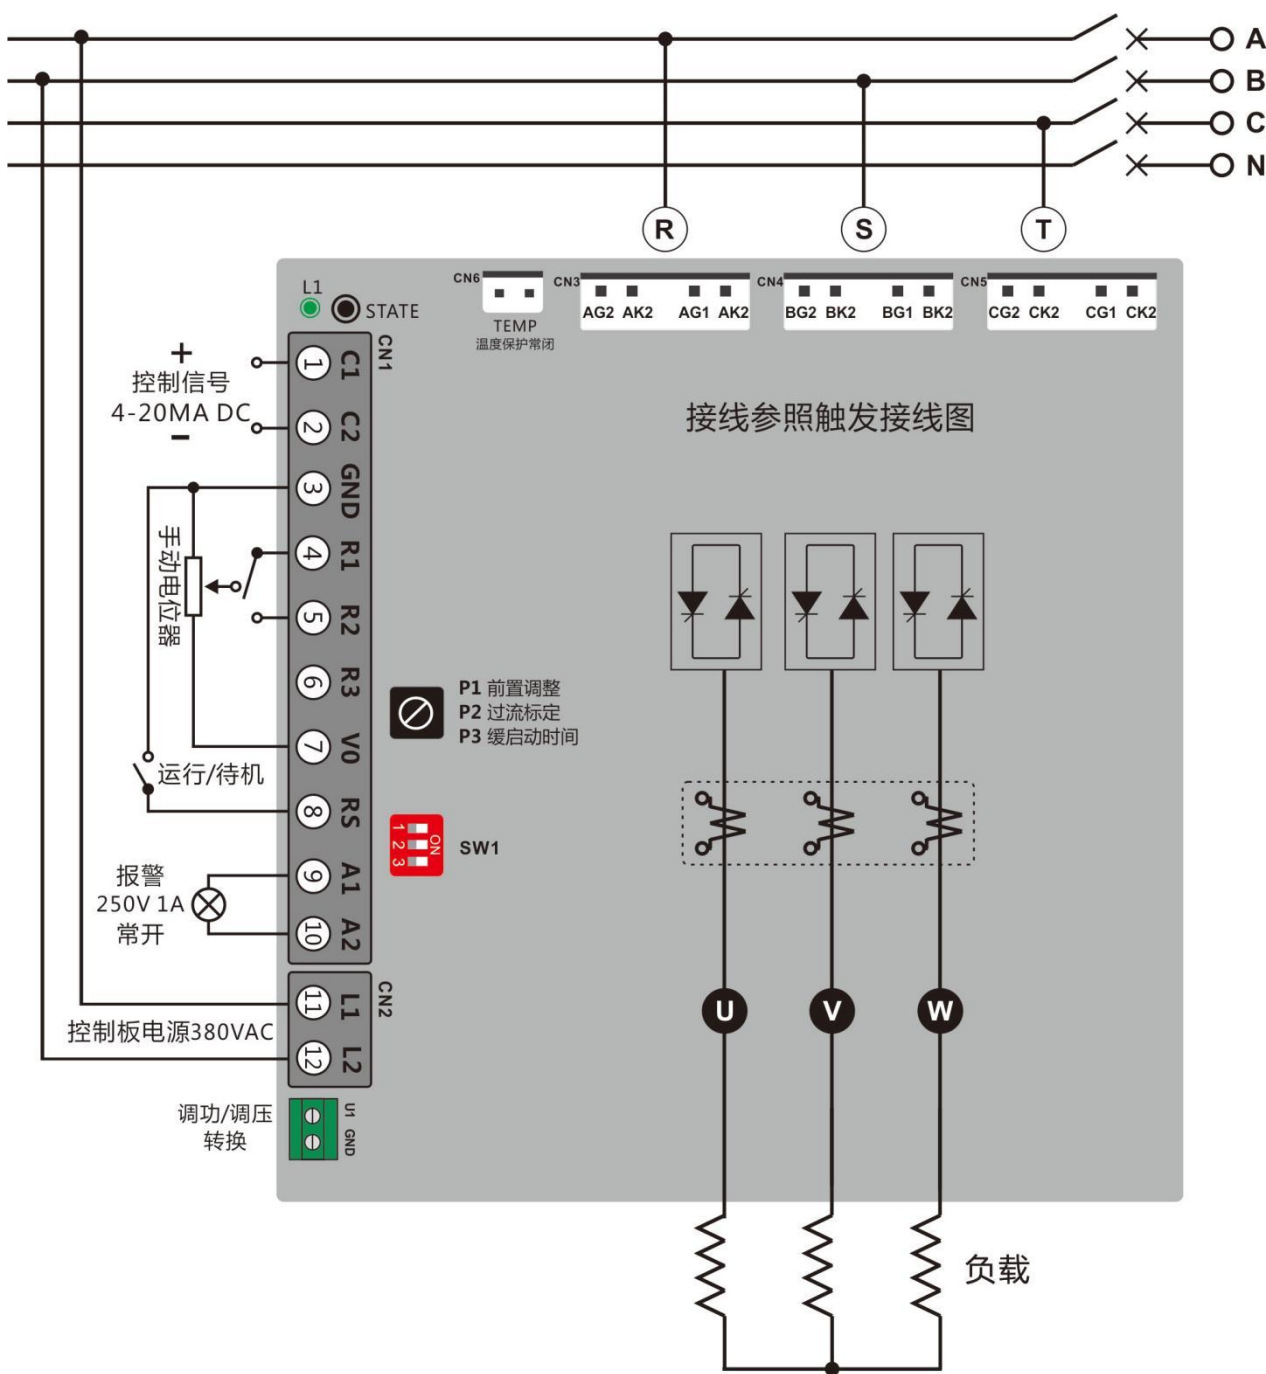 A
B
C
N
R
S
T
L1
STATE
CN6
TEMP
温度保护常闭
CN3
AG2 AK2 AG1 AK2
CN4
BG2 BK2 BG1 BK2
CN5
CG2 CK2 CG1 CK2
接线参照触发接线图
CN1
+
控制信号
4-20MA DC
−
1 C1
2 C2
3 GND
4 R1
5 R2
6 R3
7 V0
8 RS
9 A1
10 A2
手动电位器
运行/待机
报警
250V 1A
常开
P1 前置调整
P2 过流标定
P3 缓启动时间
ON
1 2 3
SW1
CN2
11 L1
12 L2
控制板电源380VAC
调功/调压
转换
U1 GND
U
V
W
负载